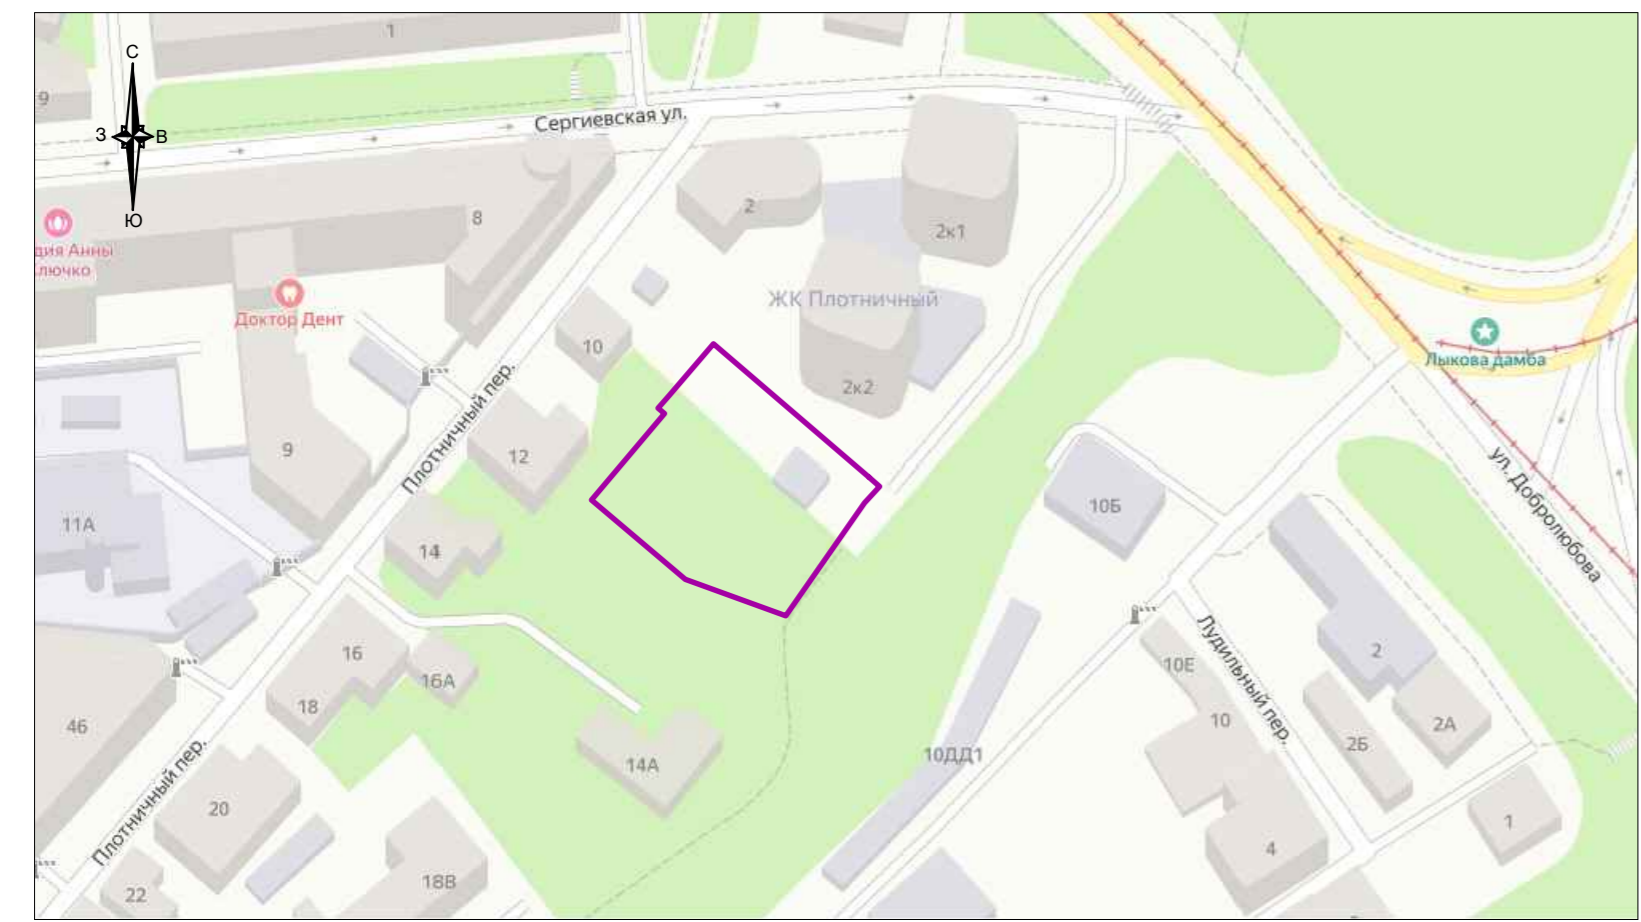 1
С
9
З
В
Сергиевская ул.
Ю
8
2
2к1
дия Анны
лючко
ЖК Плотничный
Доктор Дент
10
Лыкова дамба
2к2
Плотничный пер.
12
9
ул. Добролюбова
11А
10Б
14
16
Лудильный пер.
2
10Е
16А
18
10
2А
46
2Б
10ДД1
14А
Плотничный пер.
20
1
4
18В
22